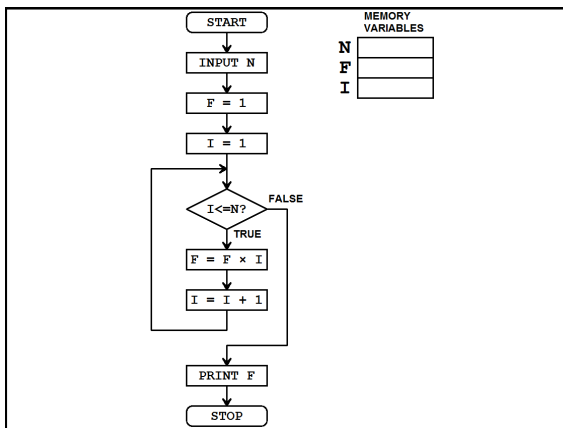 START
INPUT N
F = 1
I = 1
I<=N?
FALSE
TRUE
F = F × I
I = I + 1
PRINT F
STOP
MEMORY
VARIABLES
N
F
I